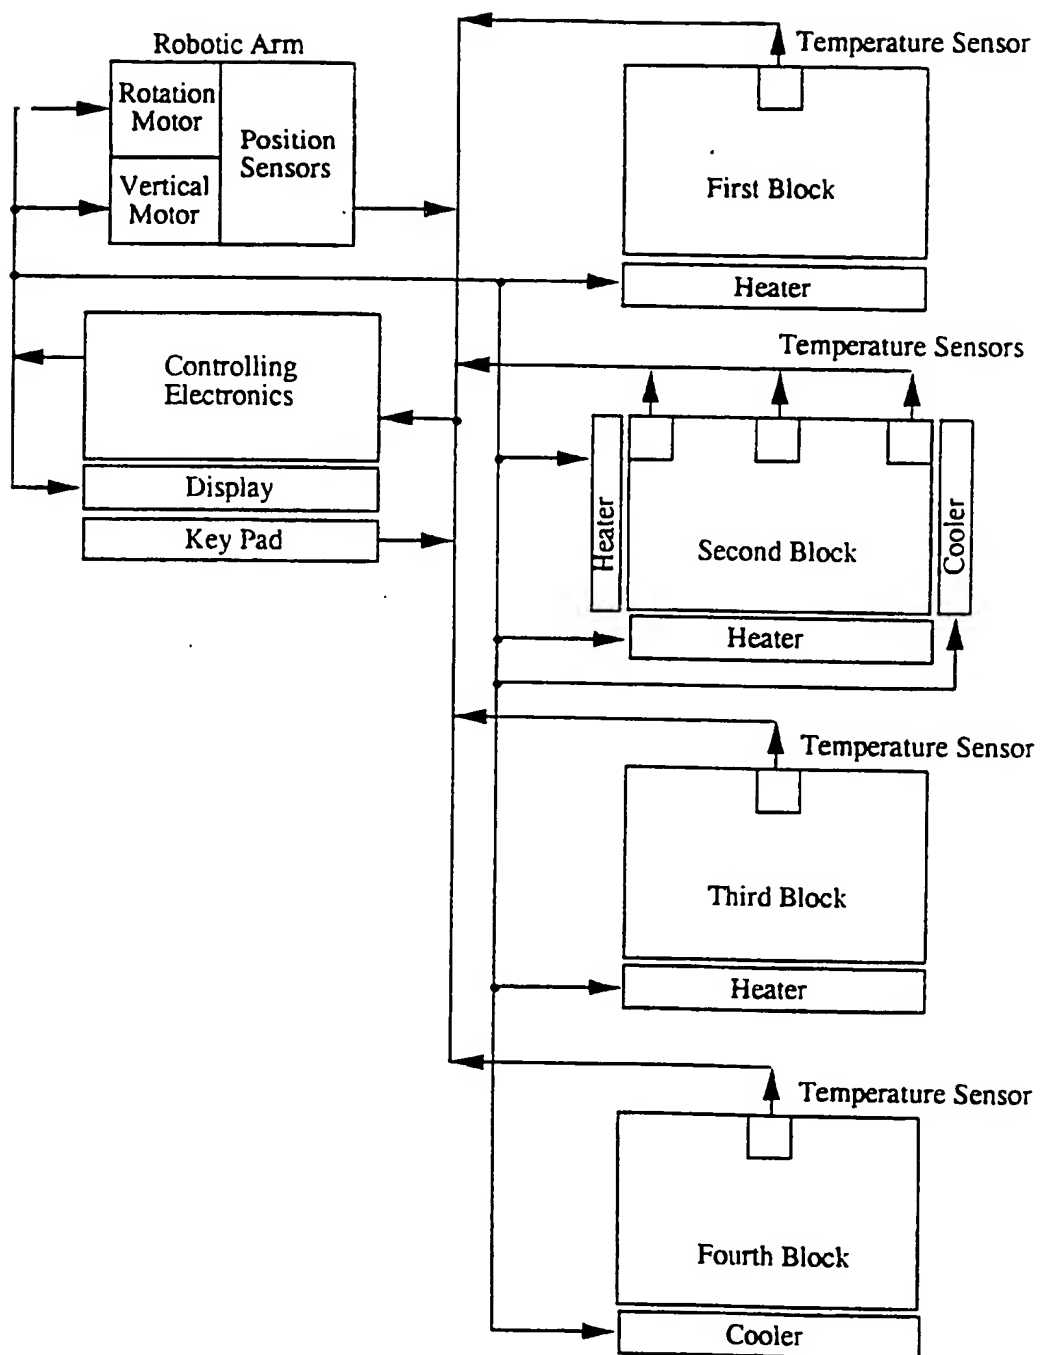 Robotic Arm
Rotation
Motor
Position
Sensors
Vertical
Motor
Controlling
Electronics
Display
Key Pad
Temperature Sensor
First Block
Heater
Temperature Sensors
Heater
Second Block
Cooler
Heater
Temperature Sensor
Third Block
Heater
Temperature Sensor
Fourth Block
Cooler